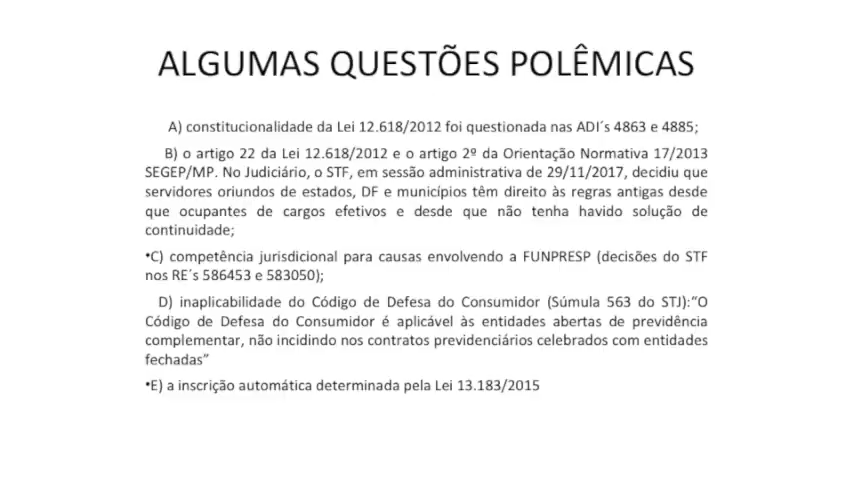 ALGUMAS QUESTÕES POLÊMICAS
A) constitucionalidade da Lei 12.618/2012 foi questionada nas ADI´s 4863 e 4885;
B) o artigo 22 da Lei 12.618/2012 e o artigo 2º da Orientação Normativa 17/2013
SEGEP/MP. No Judiciário, o STF, em sessão administrativa de 29/11/2017, decidiu que
servidores oriundos de estados, DF e municípios têm direito às regras antigas desde
que ocupantes de cargos efetivos e desde que não tenha havido solução de
continuidade;
•C) competência jurisdicional para causas envolvendo a FUNPRESP (decisões do STF
nos RE´s 586453 e 583050);
D) inaplicabilidade do Código de Defesa do Consumidor (Súmula 563 do STJ):“O
Código de Defesa do Consumidor é aplicável às entidades abertas de previdência
complementar, não incidindo nos contratos previdenciários celebrados com entidades
fechadas”
•E) a inscrição automática determinada pela Lei 13.183/2015